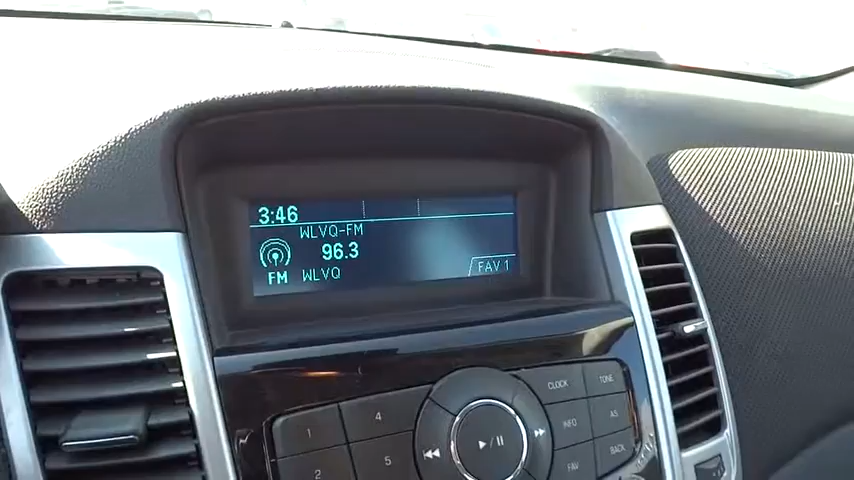 3:46
WLVQ-FM
96.3
FM WLVQ
FAV 1
CLOCK TONE
1 4
INFO AS
2 5
FAV BACK